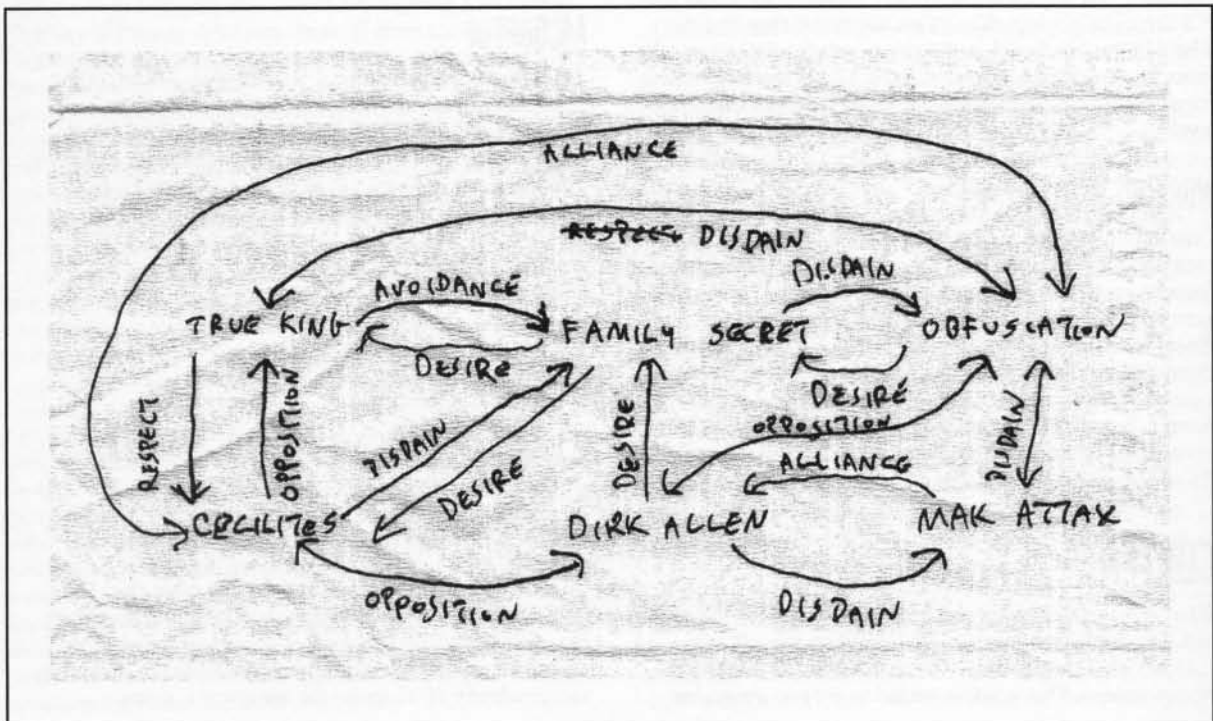 ALLIANCE
RESPECT DISDAIN
DISDAIN
AVOIDANCE
TRUE KING
FAMILY SECRET
OBFUSCATION
DESIRE
DESIRE
RESPECT
OPPOSITION
DISDAIN
DESIRE
DESIRE
OPPOSITION
ALLIANCE
DISDAIN
CECILITES
DIRK ALLEN
MAK ATTAX
OPPOSITION
DISDAIN